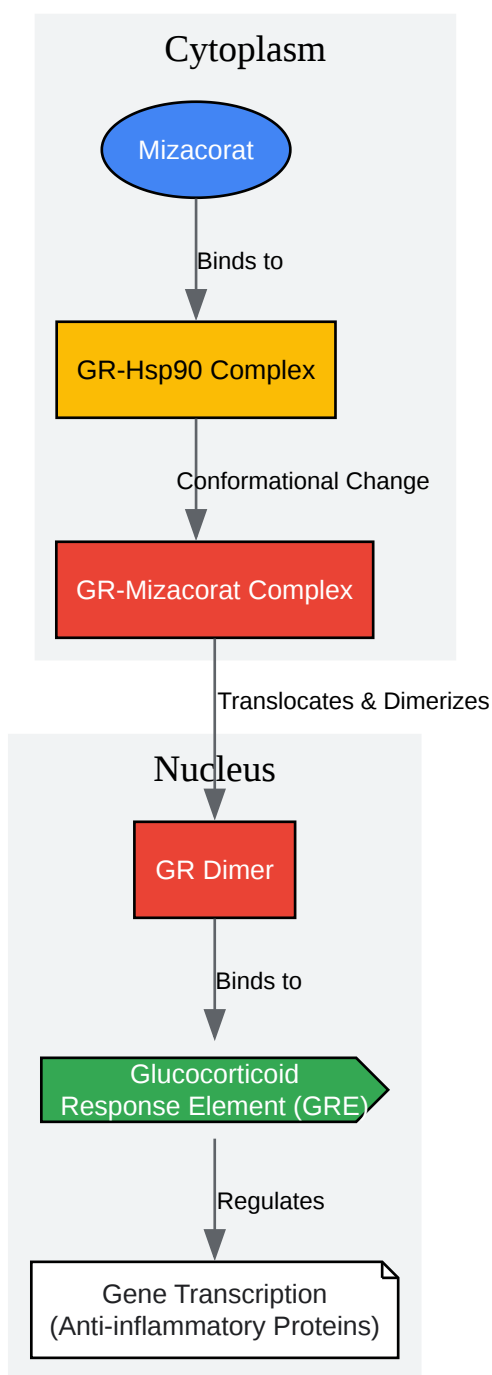 Cytoplasm
Mizacorat
Binds to
GR-Hsp90 Complex
Conformational Change
GR-Mizacorat Complex
Translocates & Dimerizes
Nucleus
GR Dimer
Binds to
Glucocorticoid
Response Element (GRE)
Regulates
Gene Transcription
(Anti-inflammatory Proteins)